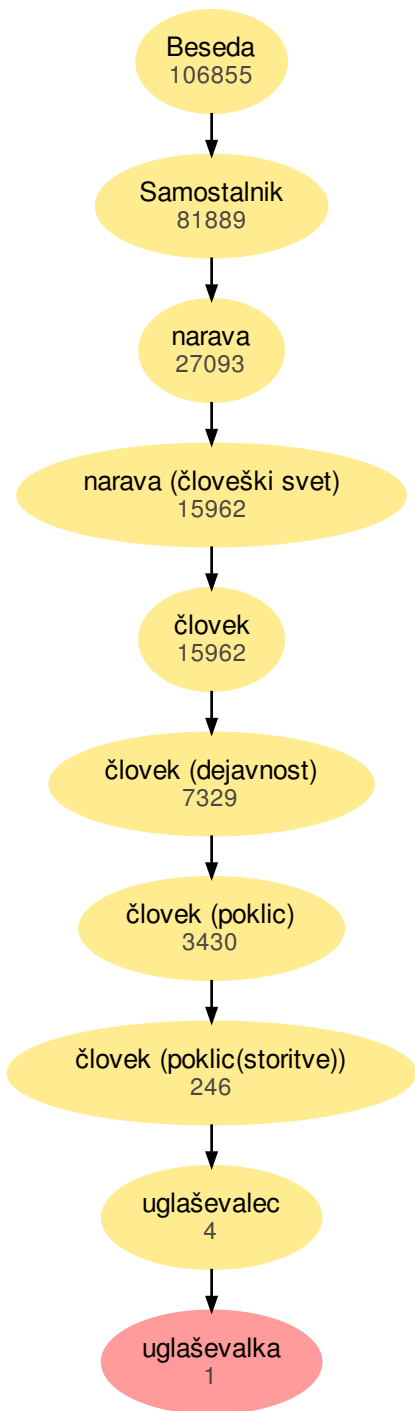 Beseda
106855
Samostalnik
81889
narava
27093
narava (človeški svet)
15962
človek
15962
človek (dejavnost)
7329
človek (poklic)
3430
človek (poklic(storitve))
246
uglaševalec
4
uglaševalka
1